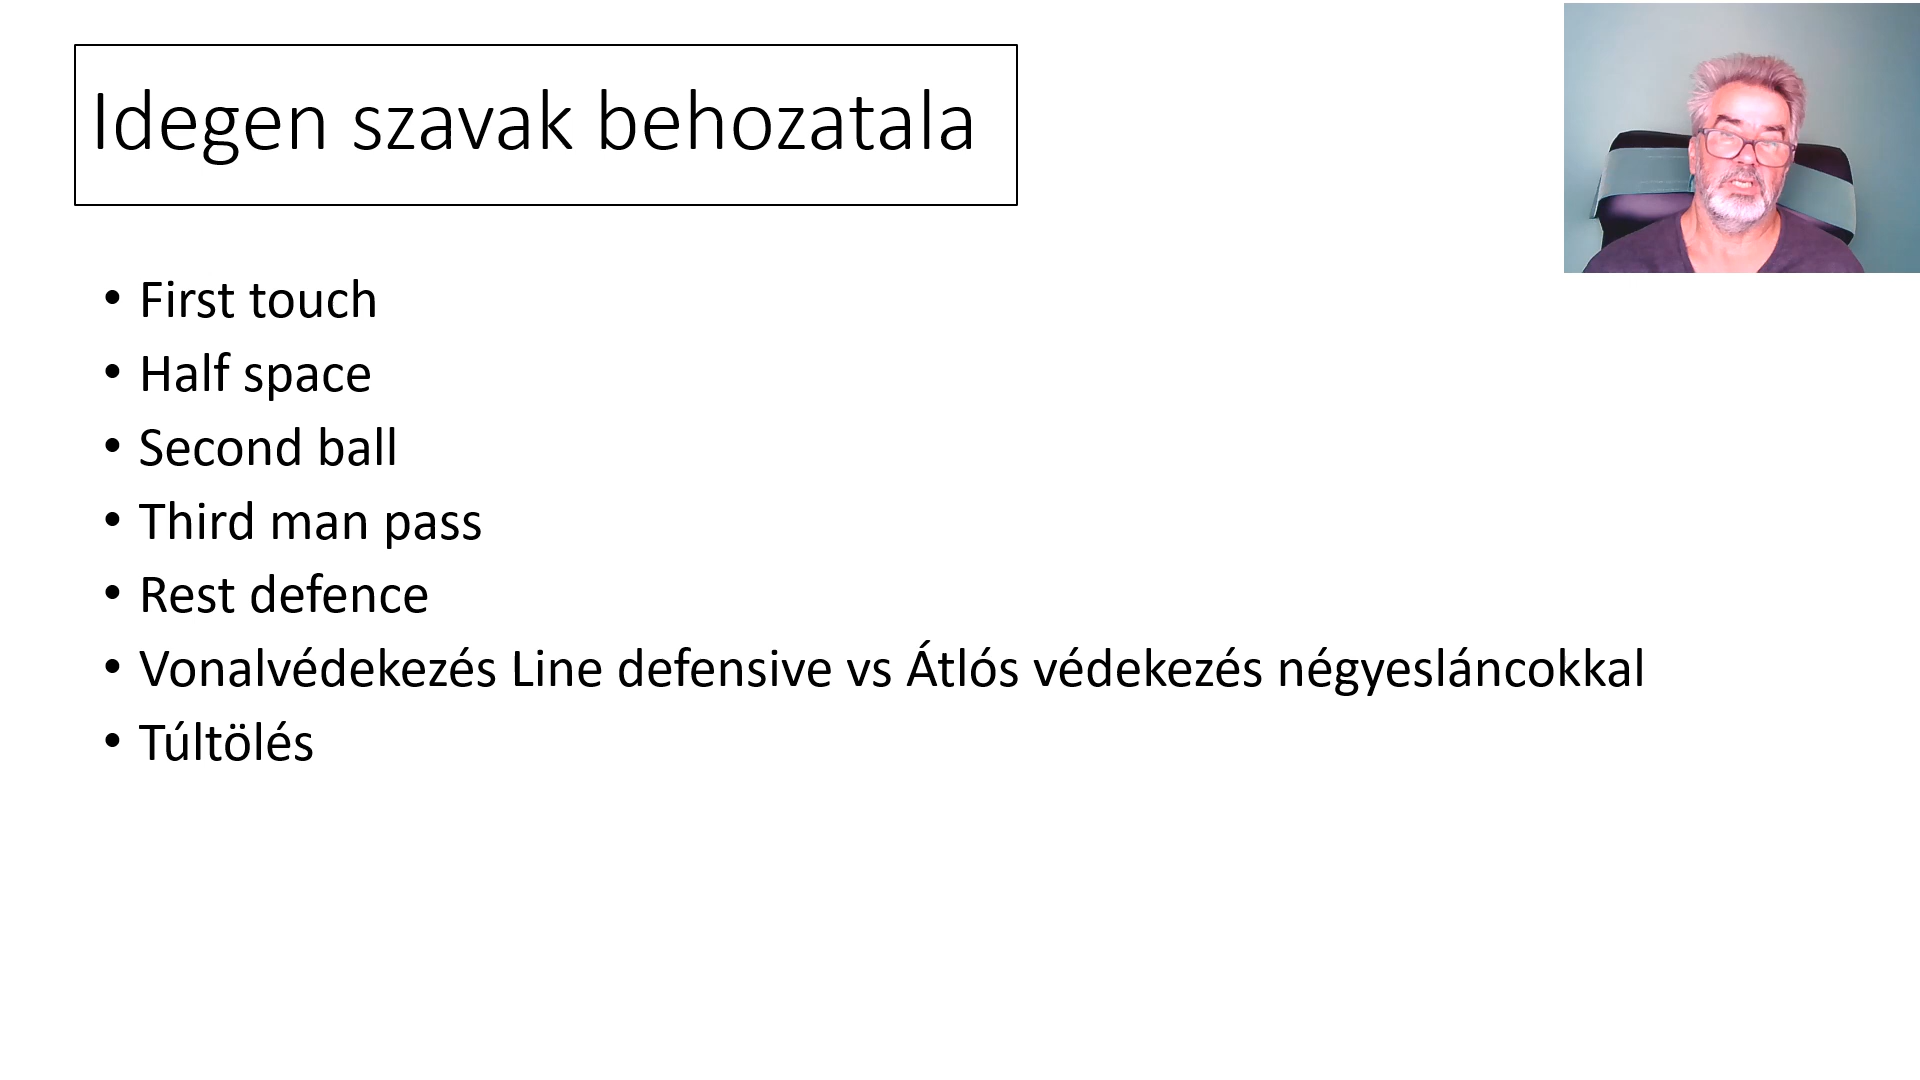 Idegen szavak behozatala
• First touch
• Half space
• Second ball
• Third man pass
• Rest defence
• Vonalvédekezés Line defensive vs Átlós védekezés négyesláncokkal
• Túltölés